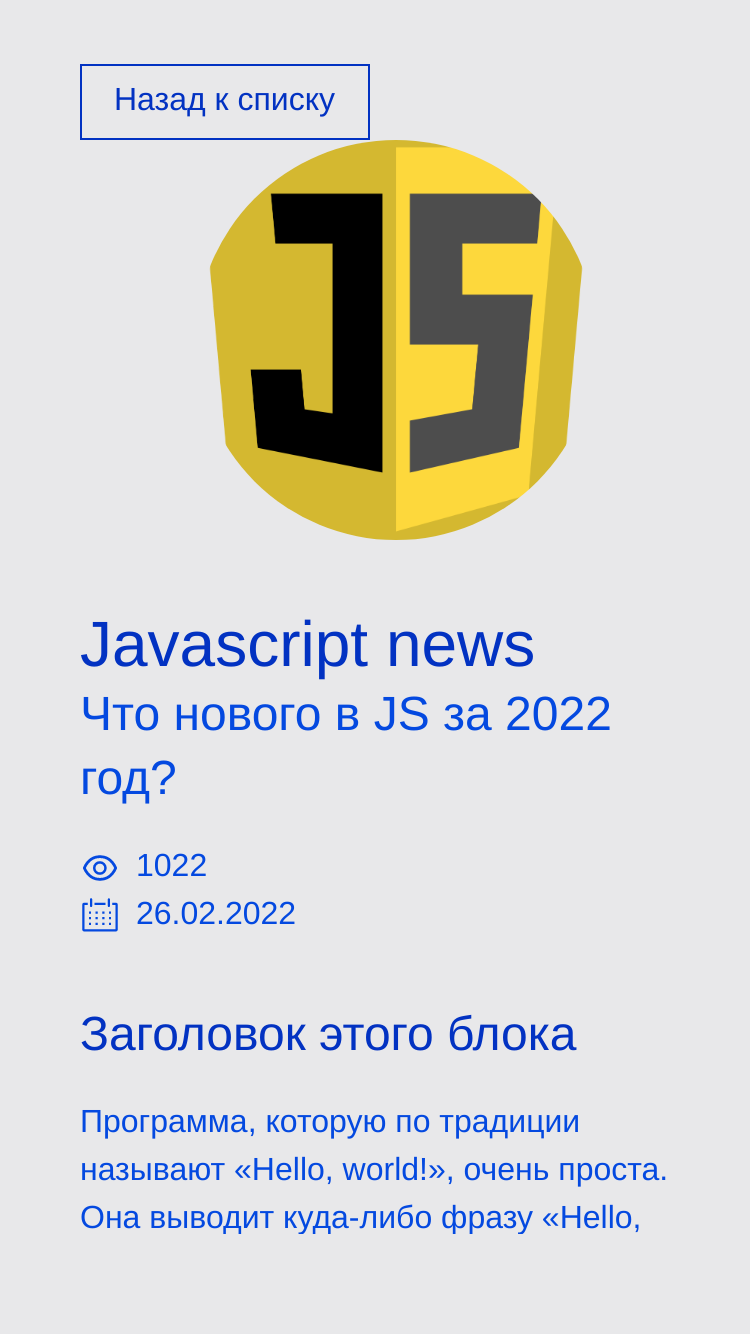 Назад к списку
JS
Javascript news
Что нового в JS за 2022
год?
1022
26.02.2022
Заголовок этого блока
Программа, которую по традиции
называют «Hello, world!», очень проста.
Она выводит куда-либо фразу «Hello,